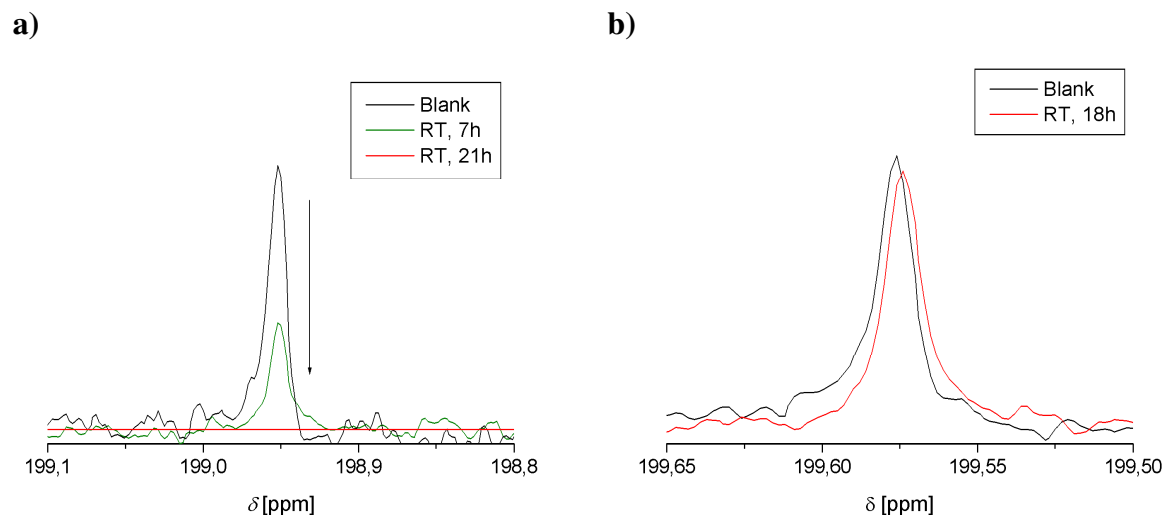 a)
Blank
RT, 7h
RT, 21h
199,1
199,0
198,9
198,8
δ [ppm]
b)
Blank
RT, 18h
199,65
199,60
199,55
199,50
δ [ppm]